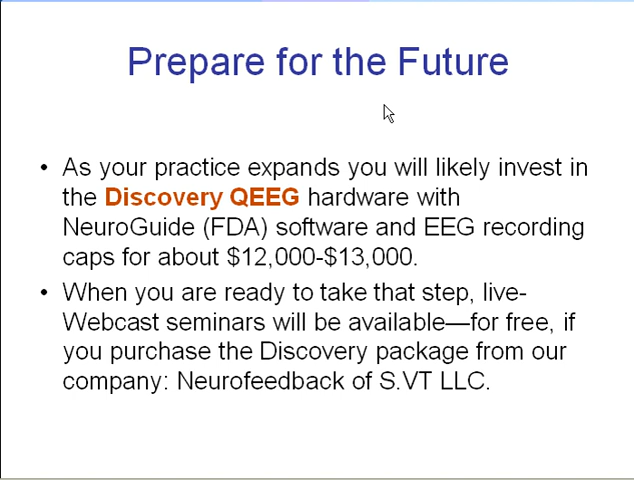 Prepare for the Future
• As your practice expands you will likely invest in
the Discovery QEEG hardware with
NeuroGuide (FDA) software and EEG recording
caps for about $12,000-$13,000.
• When you are ready to take that step, live-
Webcast seminars will be available—for free, if
you purchase the Discovery package from our
company: Neurofeedback of S.VT LLC.